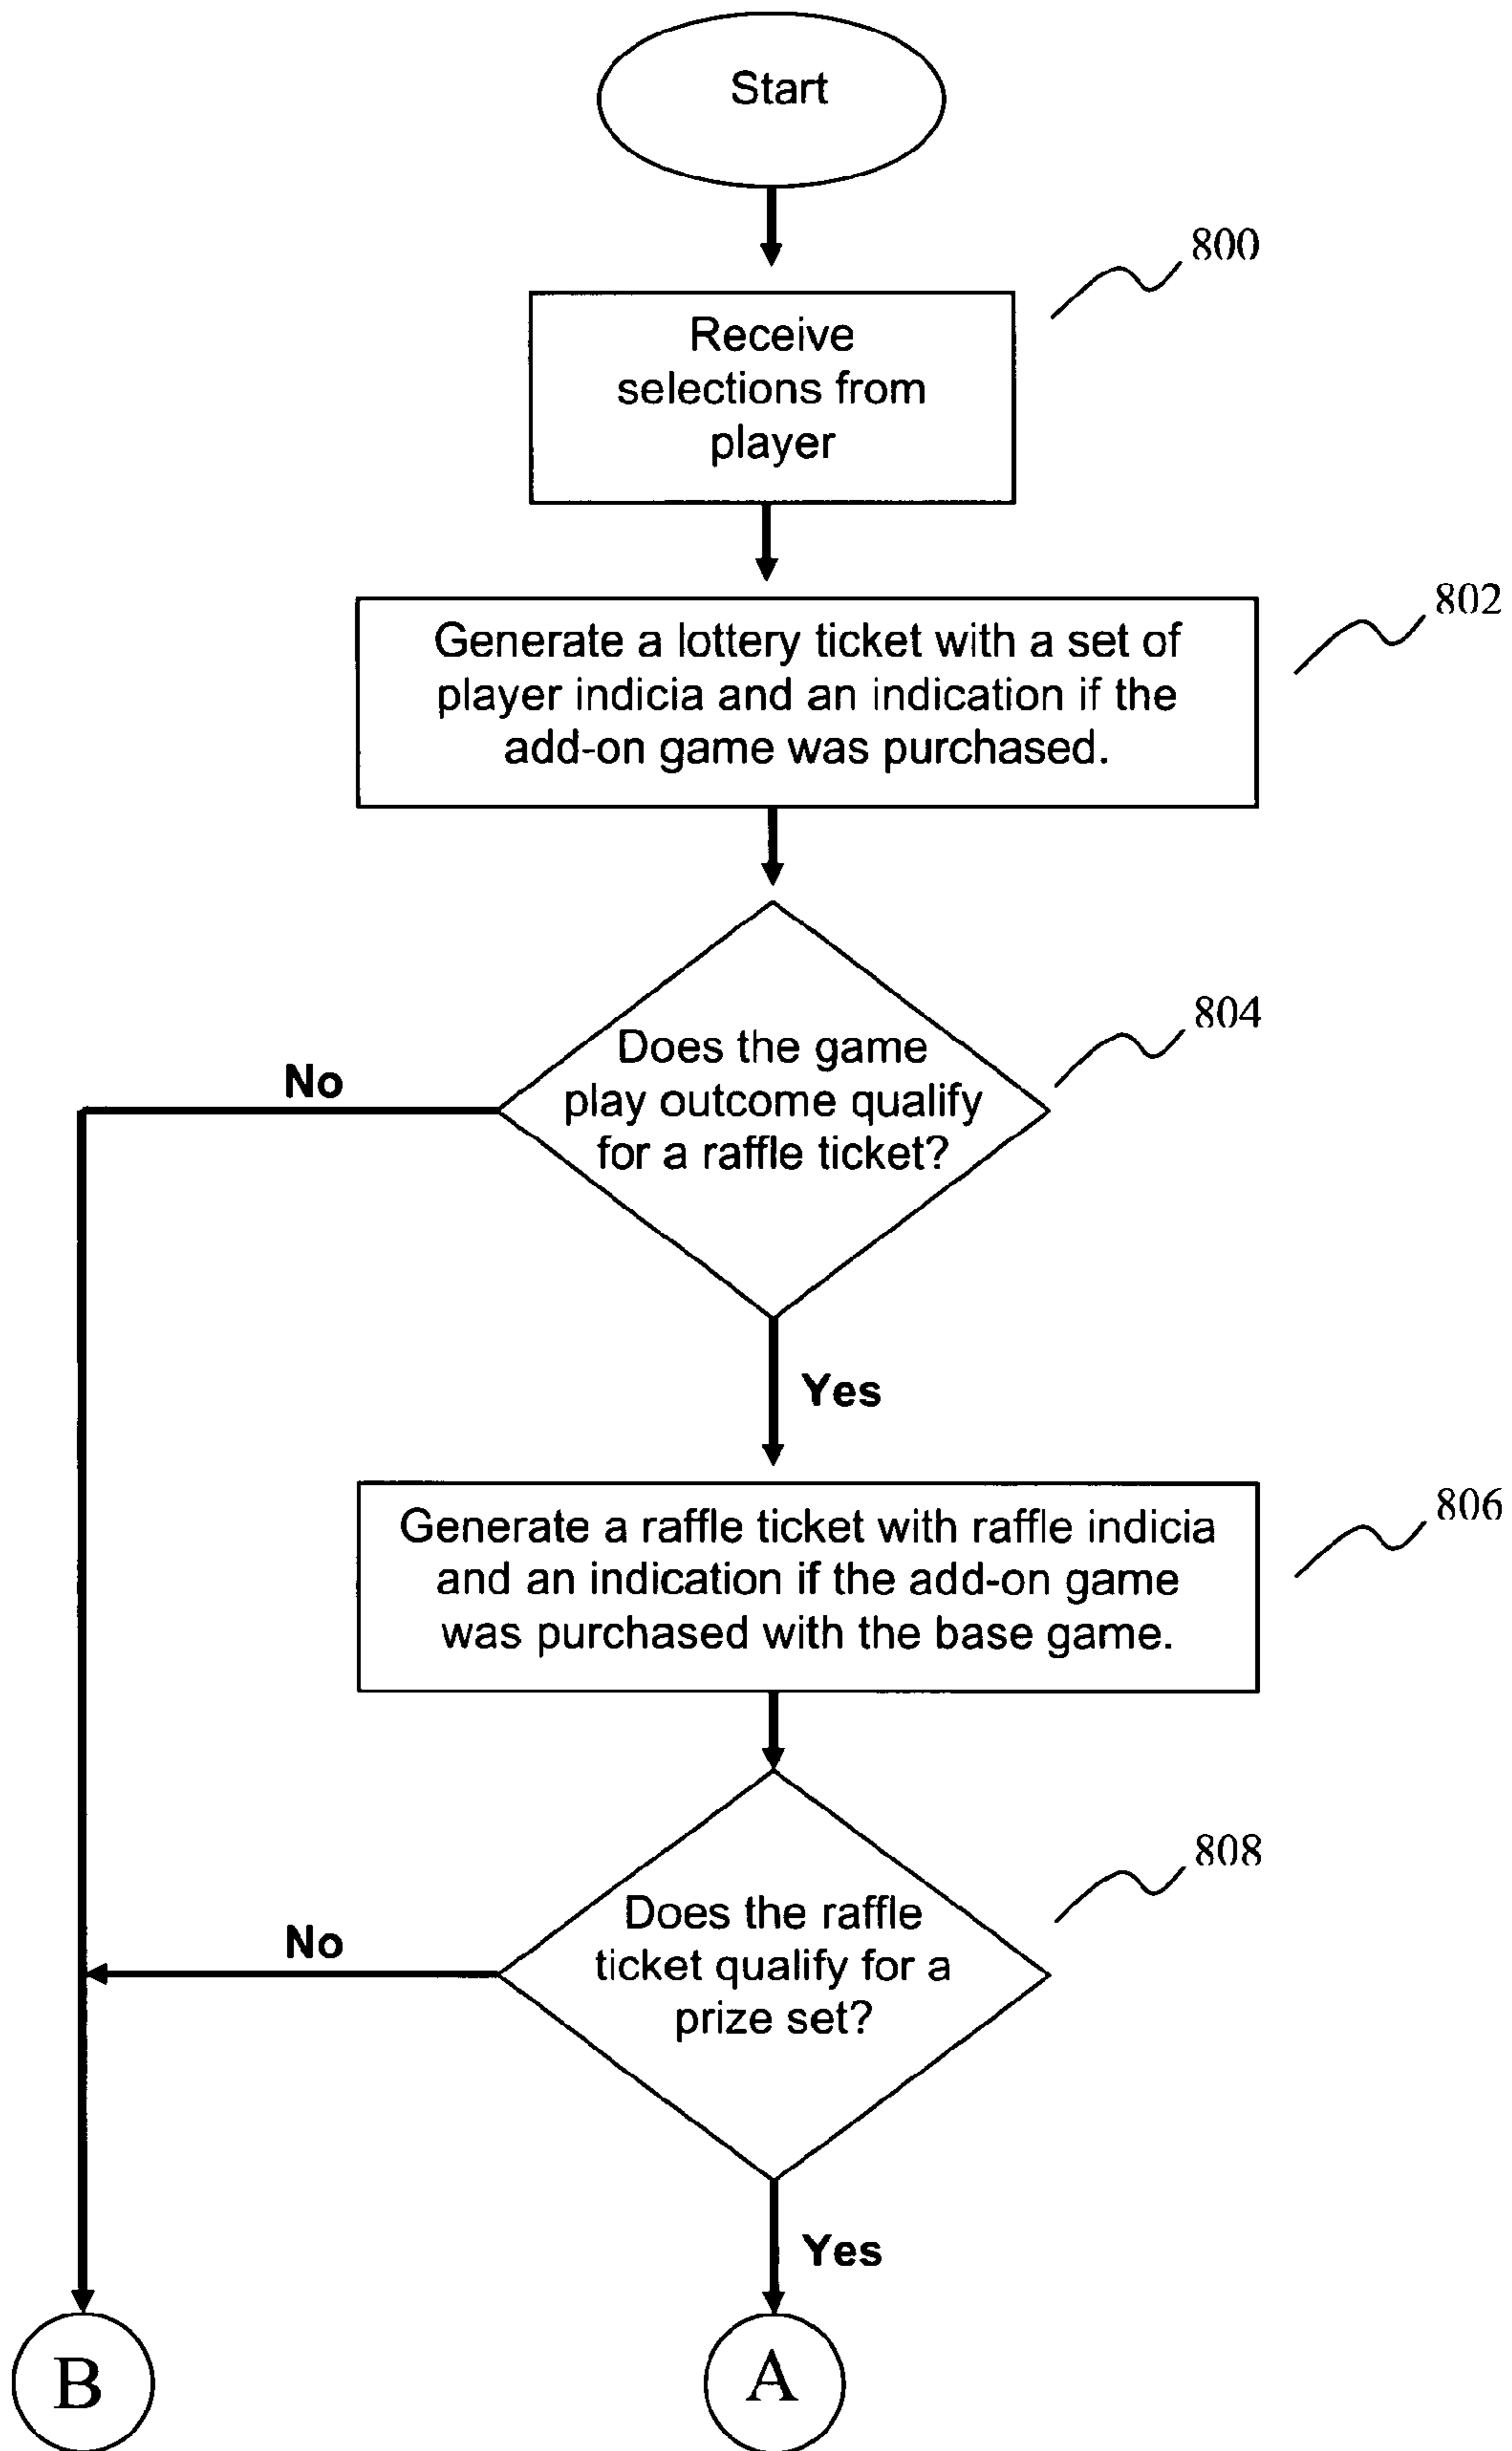 Start
800
Receive
selections from
player
802
Generate a lottery ticket with a set of
player indicia and an indication if the
add-on game was purchased.
804
Does the game
play outcome qualify
for a raffle ticket?
No
Yes
806
Generate a raffle ticket with raffle indicia
and an indication if the add-on game
was purchased with the base game.
808
Does the raffle
ticket qualify for a
prize set?
No
Yes
B
A